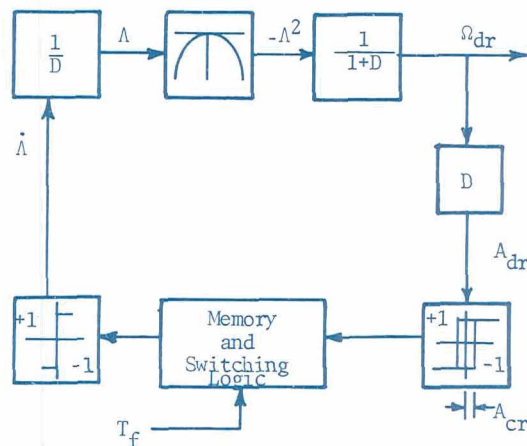 1
D
Λ
-Λ²
1
1+D
Ω_dr
Λ̇
D
A_dr
+1
-1
Memory
and
Switching
Logic
+1
-1
T_f
A_cr